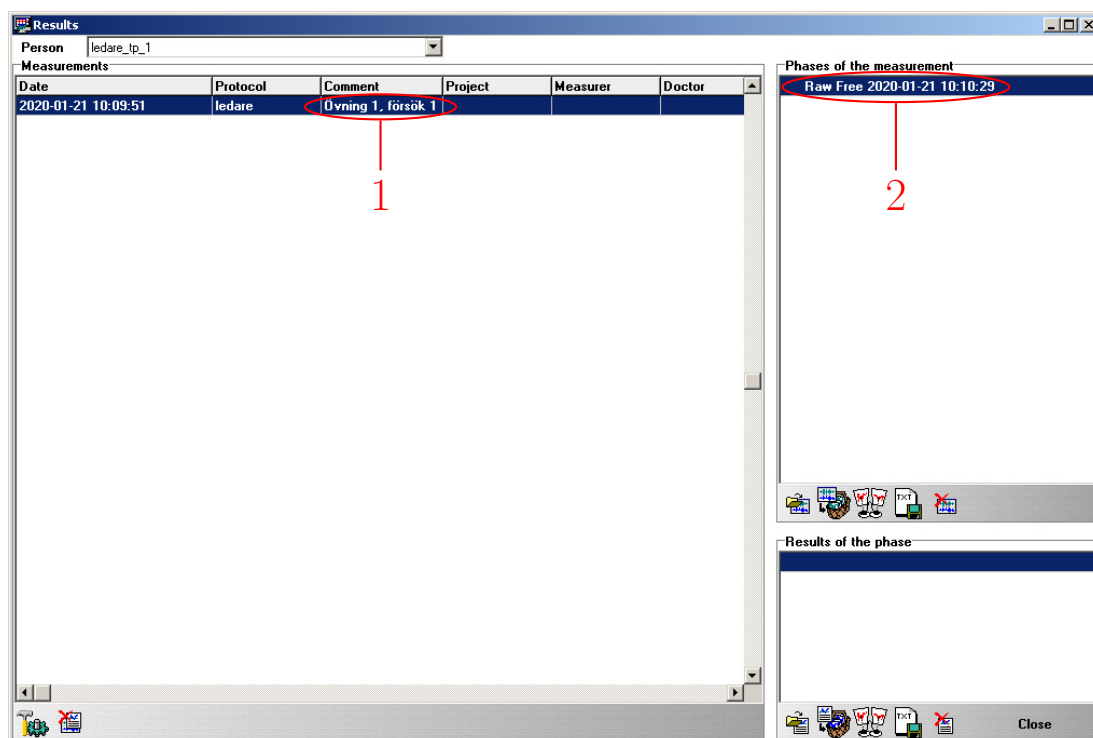 Results
Person ledare_tp_1
Measurements
Date Protocol Comment Project Measurer Doctor
2020-01-21 10:09:51 ledare Övning 1, försök 1
1
Phases of the measurement
Raw Free 2020-01-21 10:10:29
2
TXT
Results of the phase
TXT
Close